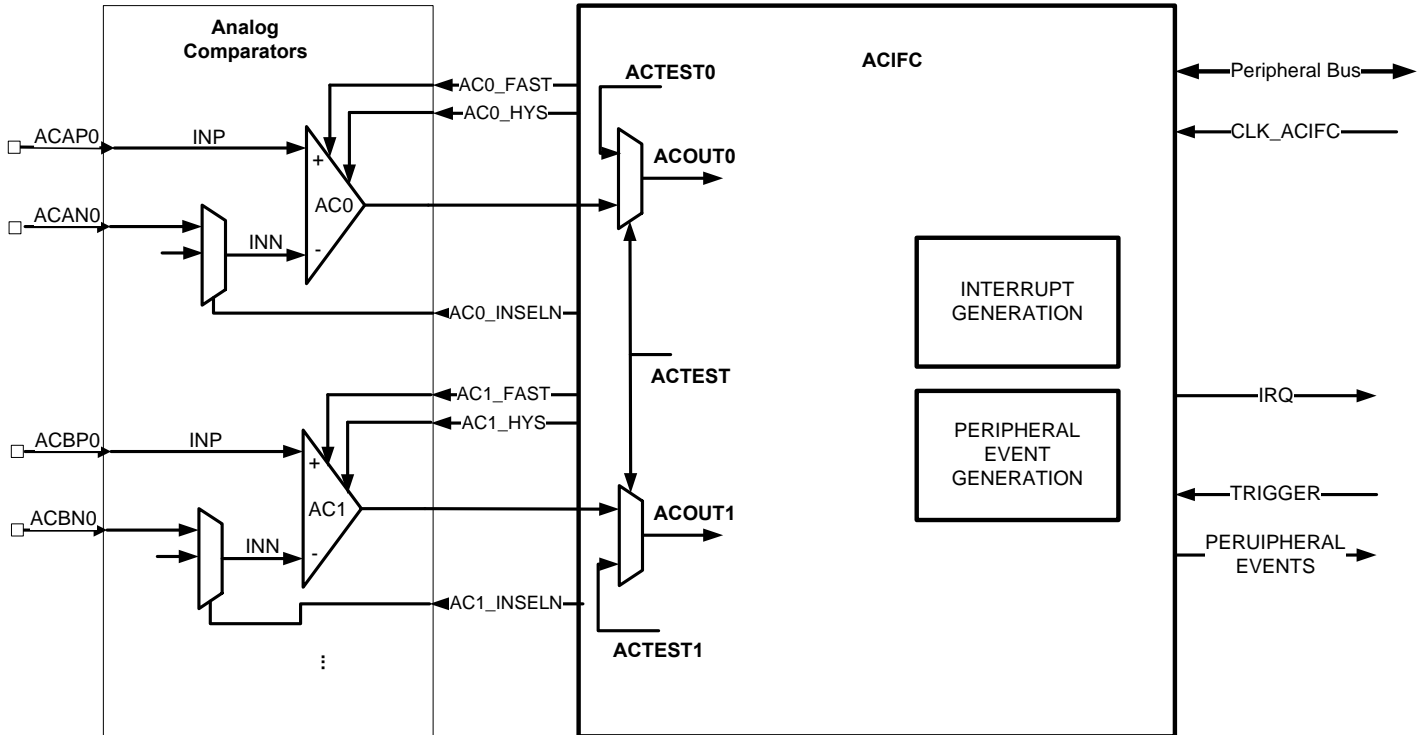 Analog
Comparators
ACIFC
ACTEST0
AC0_FAST
Peripheral Bus
AC0_HYS
ACAP0
INP
CLK_ACIFC
+
ACOUT0
AC0
ACAN0
INN
-
INTERRUPT
GENERATION
AC0_INSELN
ACTEST
AC1_FAST
IRQ
AC1_HYS
ACBP0
INP
PERIPHERAL
EVENT
GENERATION
+
TRIGGER
AC1
ACOUT1
ACBN0
INN
-
PERUIPHERAL
EVENTS
AC1_INSELN
ACTEST1
...